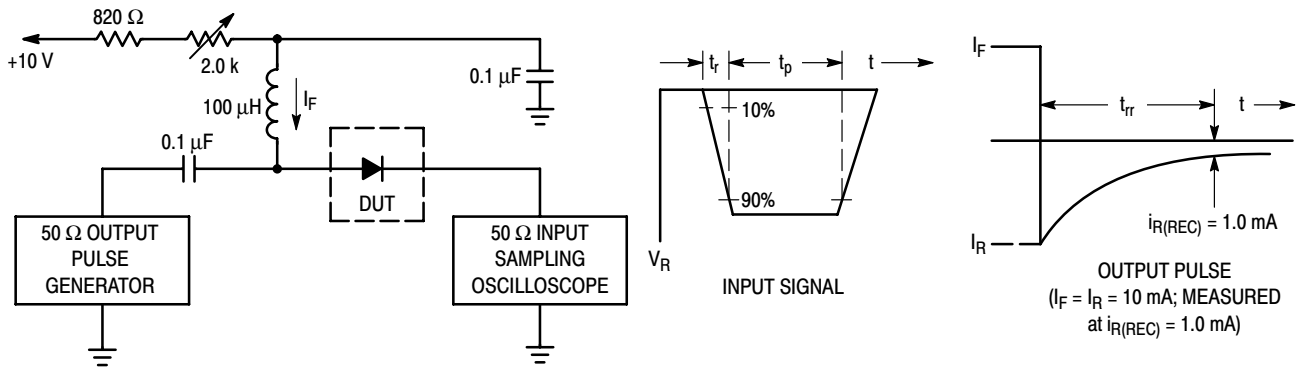 820 Ω
+10 V
2.0 k
0.1 µF
100 µH
I_F
0.1 µF
DUT
50 Ω OUTPUT
PULSE
GENERATOR
50 Ω INPUT
SAMPLING
OSCILLOSCOPE
t_r
t_p
t
10%
90%
V_R
INPUT SIGNAL
I_F
t_rr
t
i_R(REC) = 1.0 mA
I_R
OUTPUT PULSE
(I_F = I_R = 10 mA; MEASURED
at i_R(REC) = 1.0 mA)